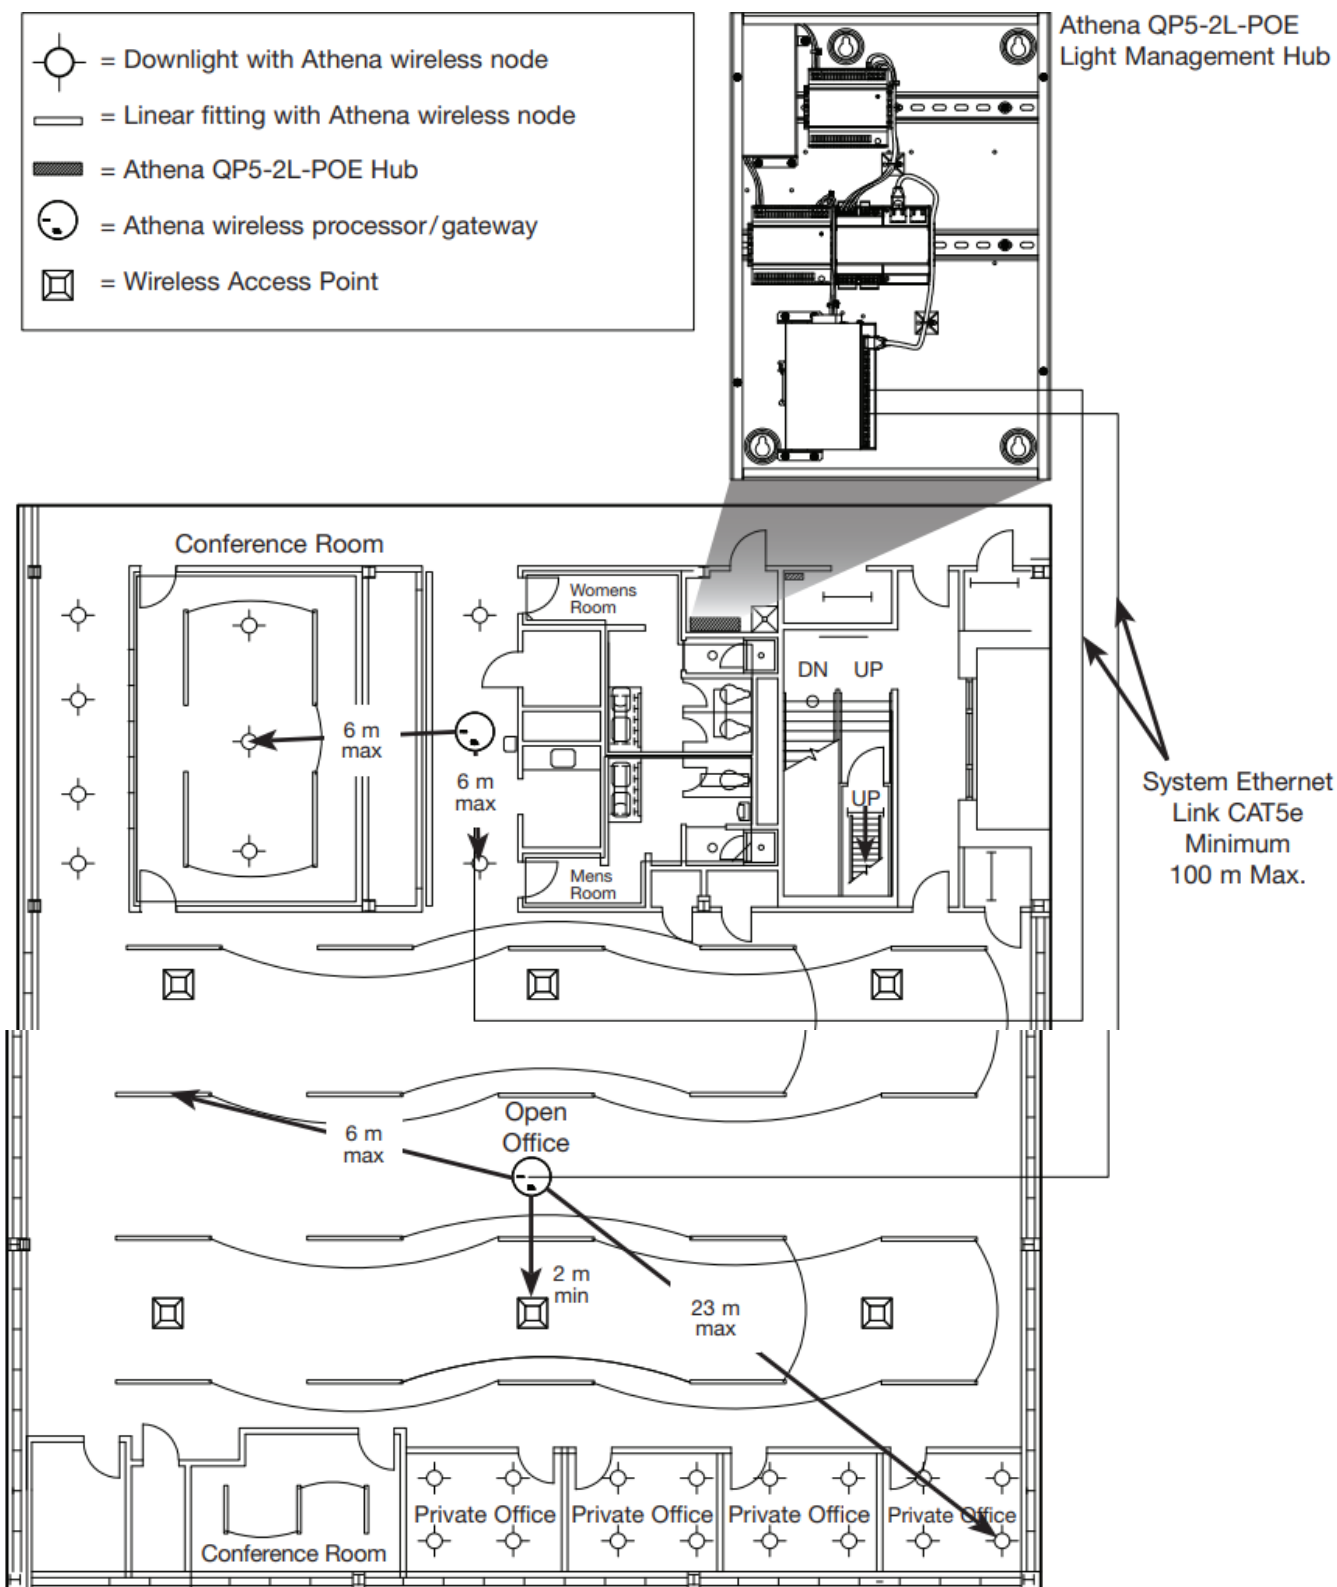 = Downlight with Athena wireless node
= Linear fitting with Athena wireless node
= Athena QP5-2L-POE Hub
= Athena wireless processor/gateway
= Wireless Access Point
Athena QP5-2L-POE
Light Management Hub
Conference Room
Womens
Room
DN UP
6 m
max
6 m
max
UP
System Ethernet
Link CAT5e
Minimum
100 m Max.
Mens
Room
Open
Office
6 m
max
2 m
min
23 m
max
Private Office
Private Office
Private Office
Private Office
Conference Room